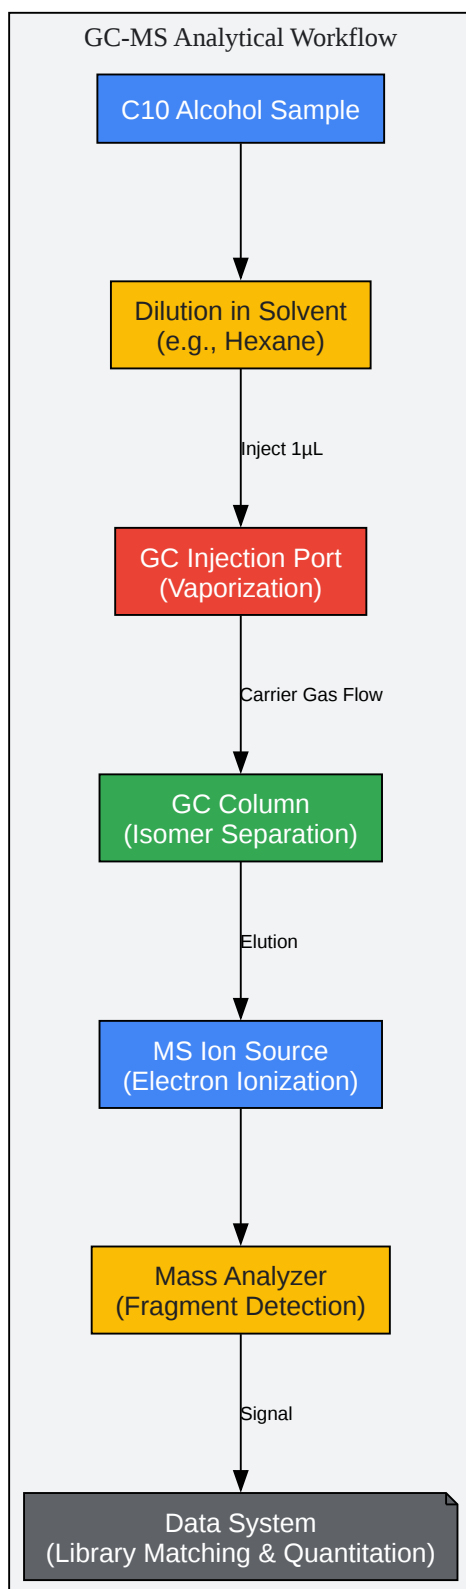 GC-MS Analytical Workflow
C10 Alcohol Sample
Dilution in Solvent
(e.g., Hexane)
Inject 1µL
GC Injection Port
(Vaporization)
Carrier Gas Flow
GC Column
(Isomer Separation)
Elution
MS Ion Source
(Electron Ionization)
Mass Analyzer
(Fragment Detection)
Signal
Data System
(Library Matching & Quantitation)